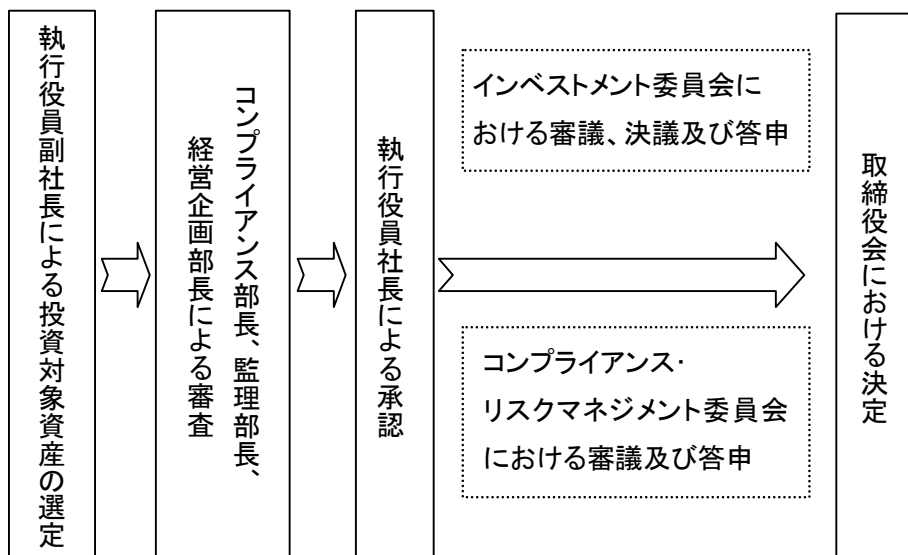 執行役員副社長による投資対象資産の選定
コンプライアンス部長、監理部長、
経営企画部長による審査
執行役員社長による承認
インベストメント委員会に
おける審議、決議及び答申
コンプライアンス・
リスクマネジメント委員会
における審議及び答申
取締役会における決定